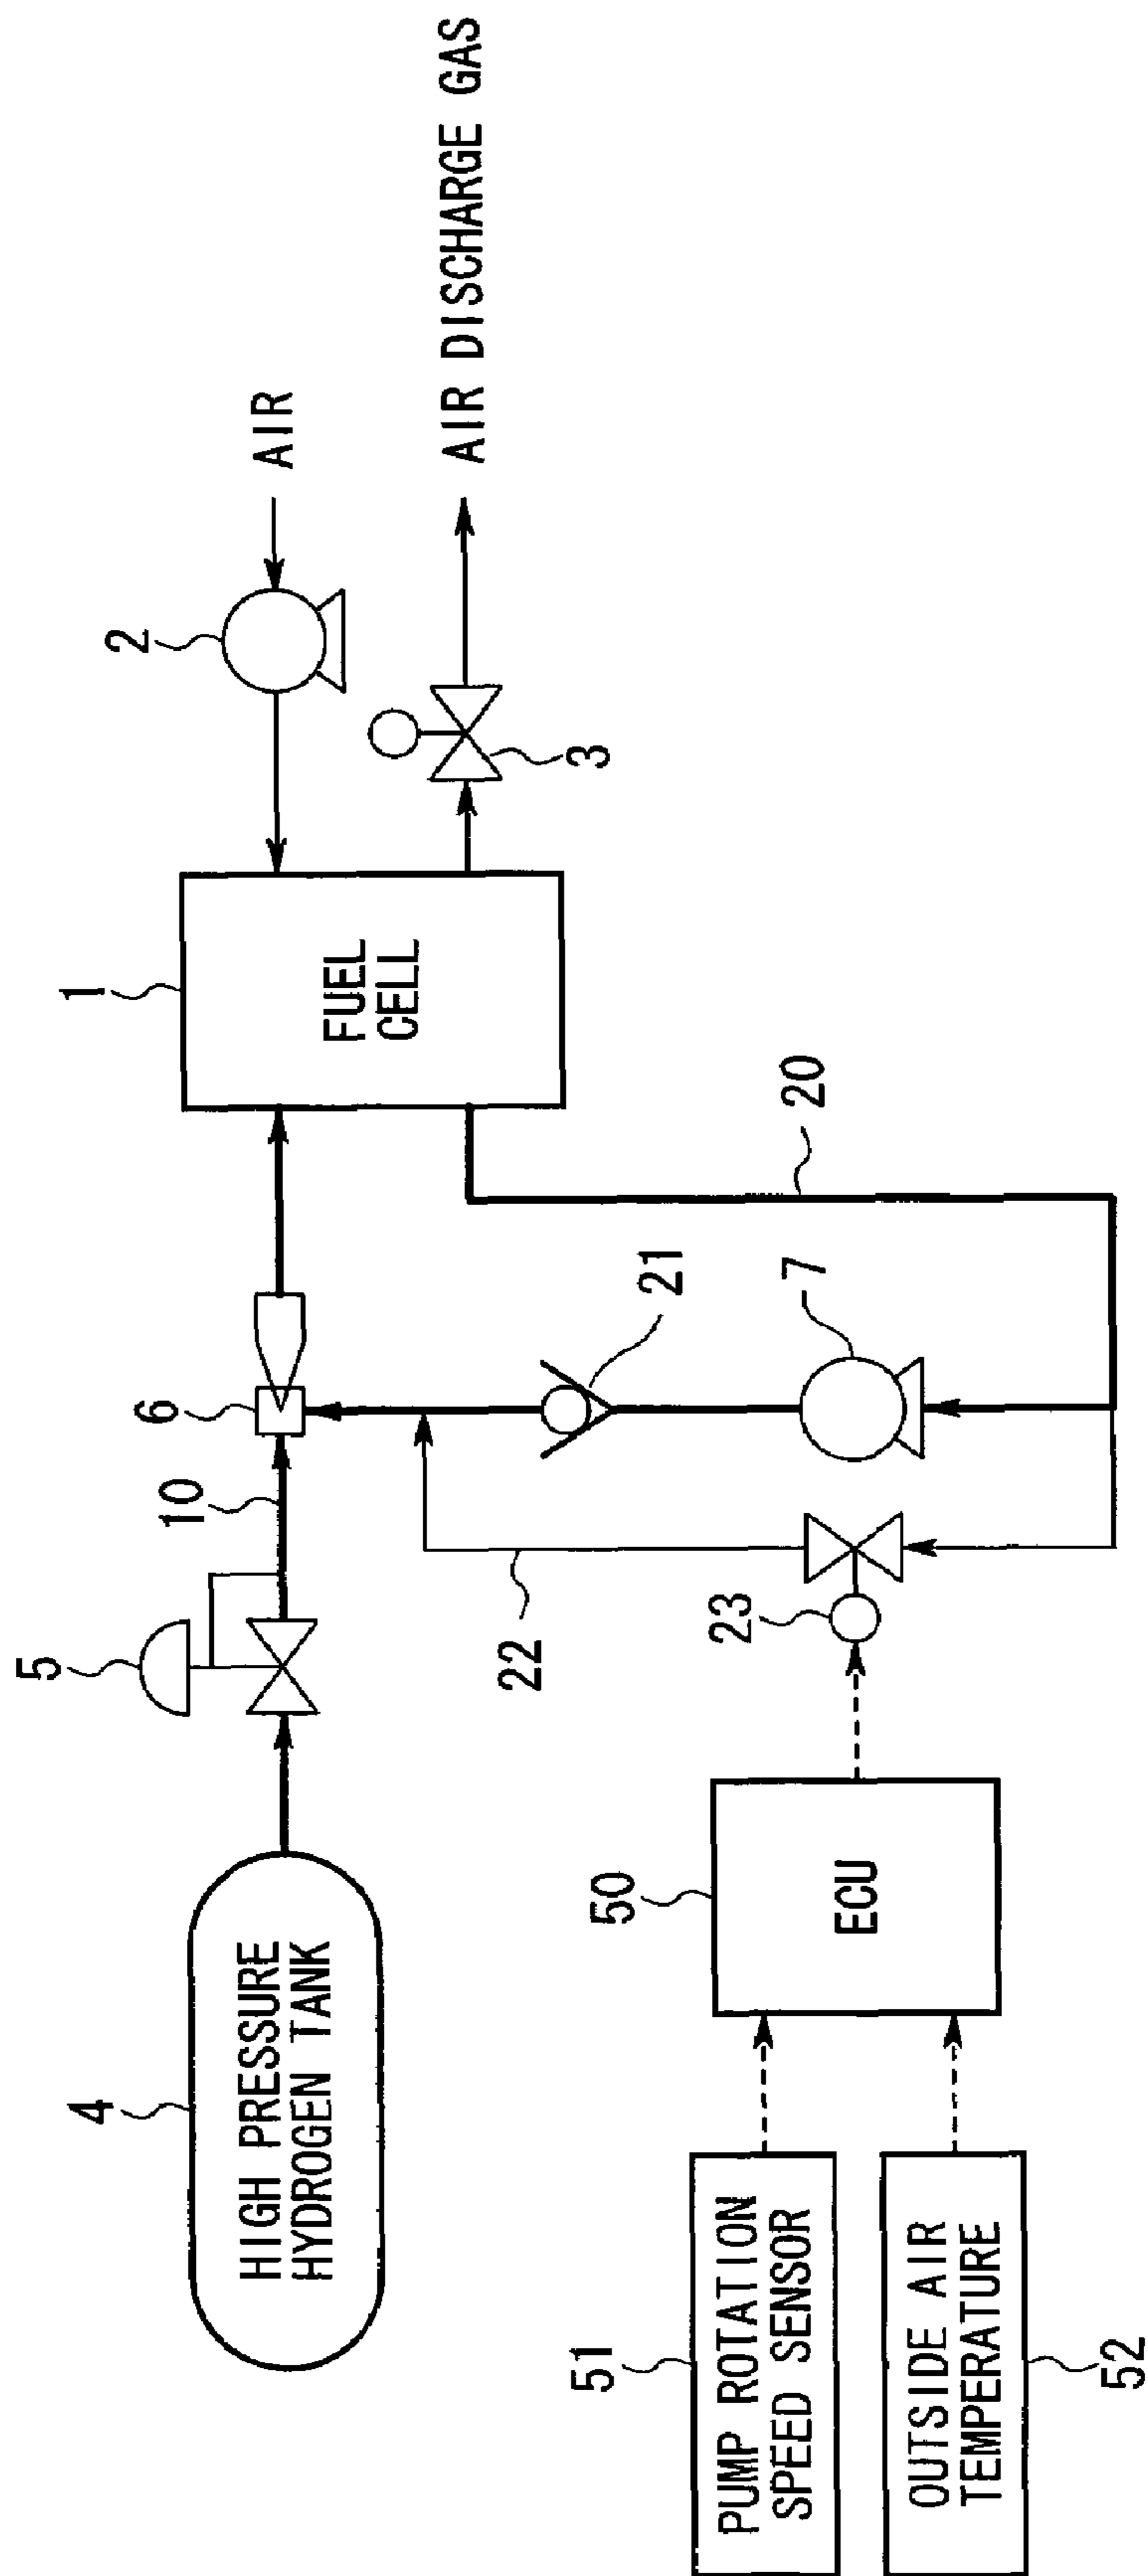 4
HIGH PRESSURE
HYDROGEN TANK
5
10
6
1
FUEL
CELL
2
AIR
3
AIR DISCHARGE GAS
20
21
7
22
23
50
ECU
51
PUMP ROTATION
SPEED SENSOR
OUTSIDE AIR
TEMPERATURE
52